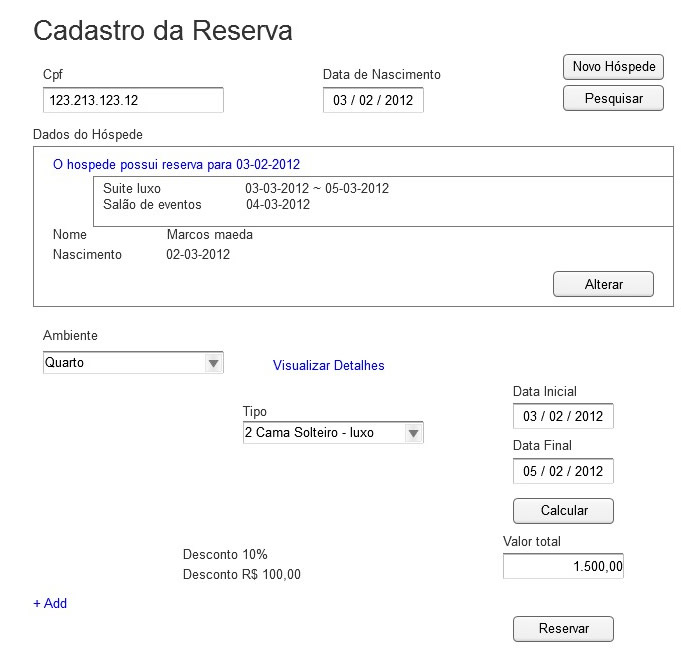 Cadastro da Reserva
Cpf
Data de Nascimento
Novo Hóspede
123.213.123.12
03 / 02 / 2012
Pesquisar
Dados do Hóspede
O hospede possui reserva para 03-02-2012
Suite luxo 03-03-2012 ~ 05-03-2012
Salão de eventos 04-03-2012
Nome Marcos maeda
Nascimento 02-03-2012
Alterar
Ambiente
Quarto
Visualizar Detalhes
Data Inicial
Tipo
03 / 02 / 2012
2 Cama Solteiro - luxo
Data Final
05 / 02 / 2012
Calcular
Valor total
Desconto 10%
1.500,00
Desconto R$ 100,00
+ Add
Reservar